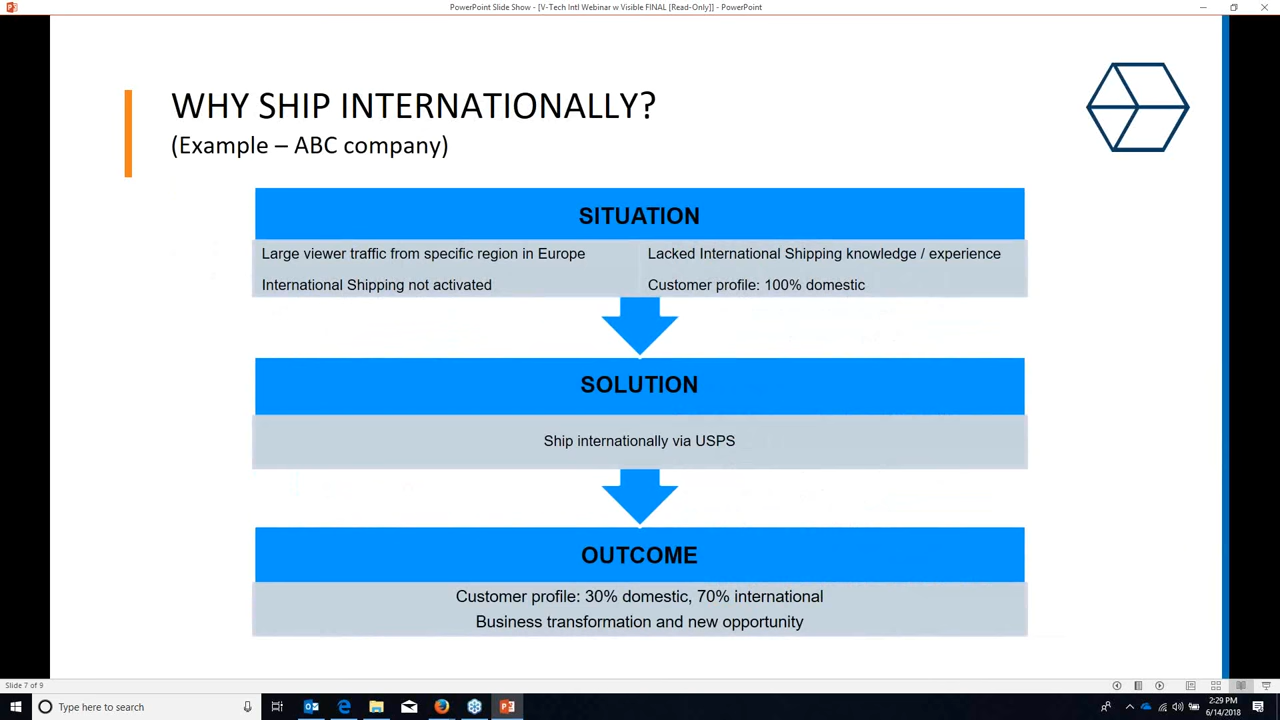 PowerPoint Slide Show - [V-Tech Intl Webinar w Visible FINAL [Read-Only]] - PowerPoint
WHY SHIP INTERNATIONALLY?
(Example – ABC company)
SITUATION
Large viewer traffic from specific region in Europe
International Shipping not activated
Lacked International Shipping knowledge / experience
Customer profile: 100% domestic
SOLUTION
Ship internationally via USPS
OUTCOME
Customer profile: 30% domestic, 70% international
Business transformation and new opportunity
Slide 7 of 9
Type here to search
2:29 PM
6/14/2018